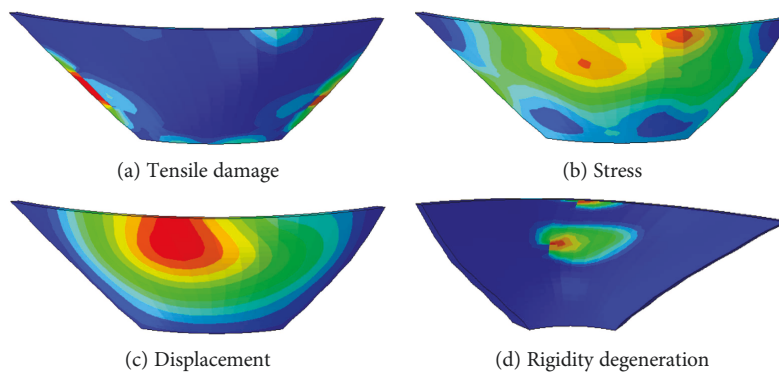 (a) Tensile damage
(b) Stress
(c) Displacement
(d) Rigidity degeneration